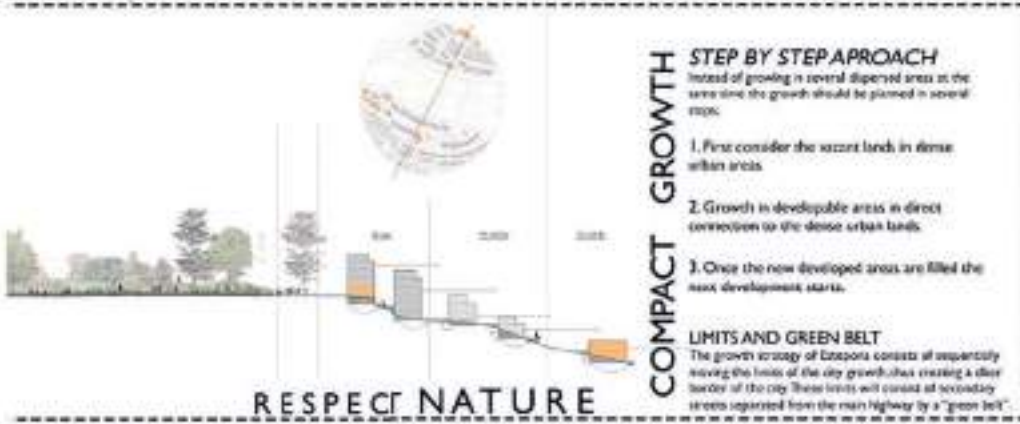 STEP BY STEP APROACH
Instead of growing in several dispersed areas at the
same time the growth should be planned in several
steps.
1. First consider the vacant lands in dense
urban areas
2. Growth in developable areas in direct
connection to the dense urban lands.
3. Once the new developed areas are filled the
next development starts.
LIMITS AND GREEN BELT
The growth strategy of Estepona consists of sequentially
moving the limits of the city growth, thus creating a clear
border of the city. These limits will consist of secondary
streets separated from the main highway by a "green belt".
COMPACT GROWTH
RESPECT NATURE